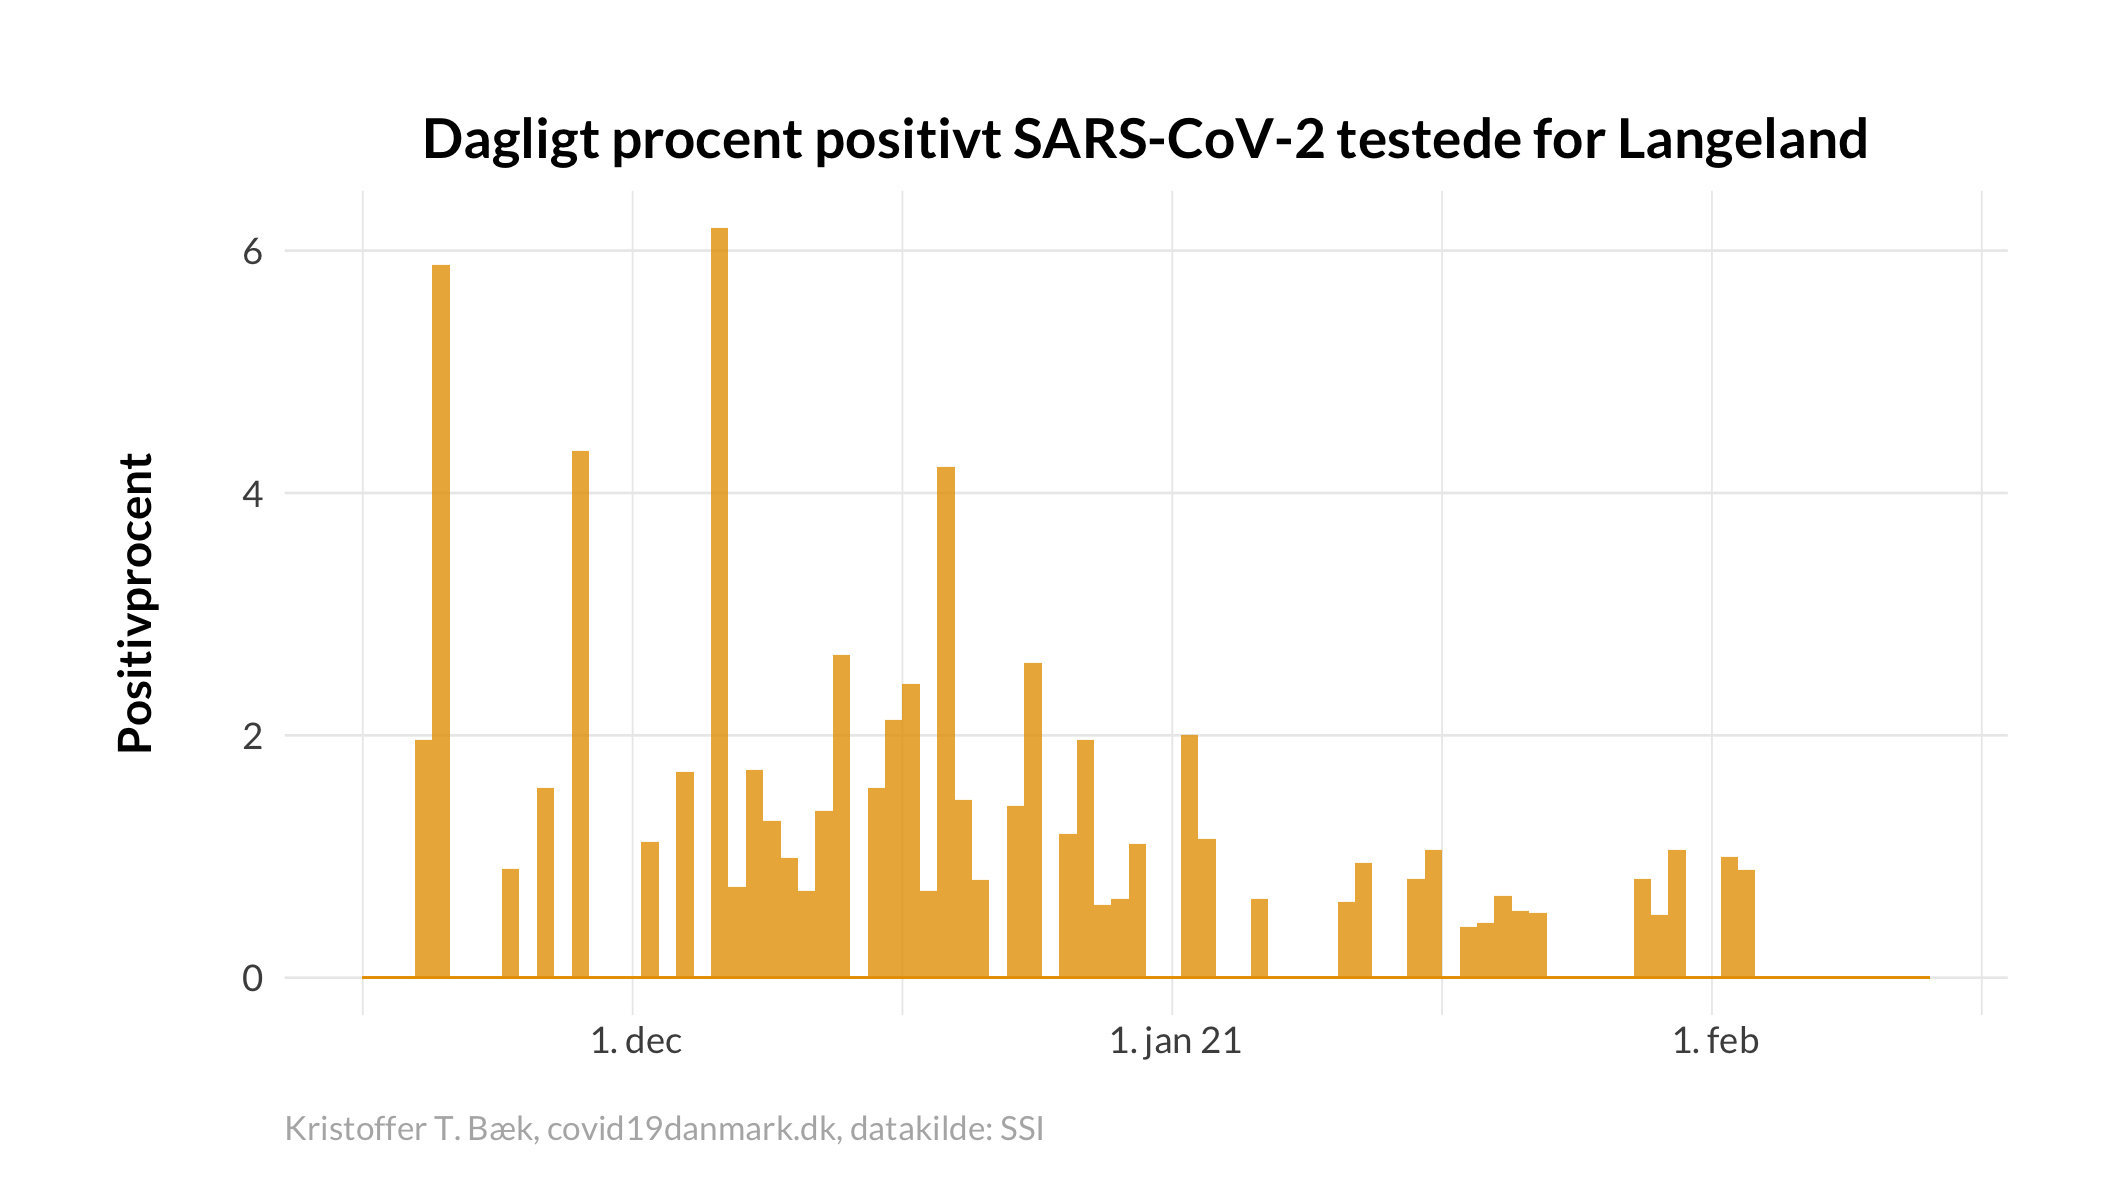 Dagligt procent positivt SARS-CoV-2 testede for Langeland
Positivprocent
6
4
2
0
1. dec
1. jan 21
1. feb
Kristoffer T. Bæk, covid19danmark.dk, datakilde: SSI